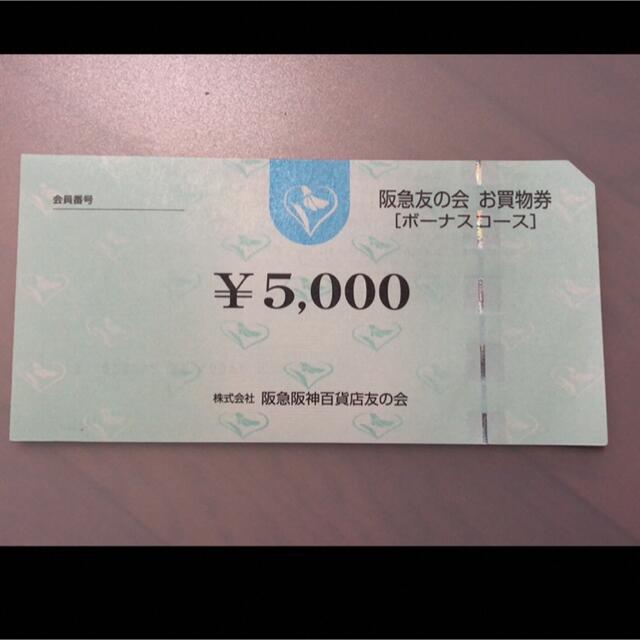 会員番号
阪急友の会 お買物券
［ボーナスコース］
￥5,000
株式会社 阪急阪神百貨店友の会